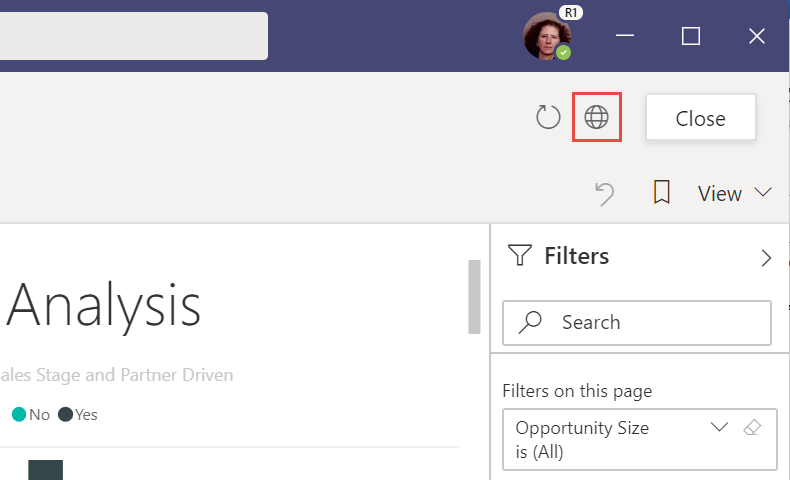 R1
Close
View
Filters
Analysis
Search
ales Stage and Partner Driven
Filters on this page
No Yes
Opportunity Size
is (All)